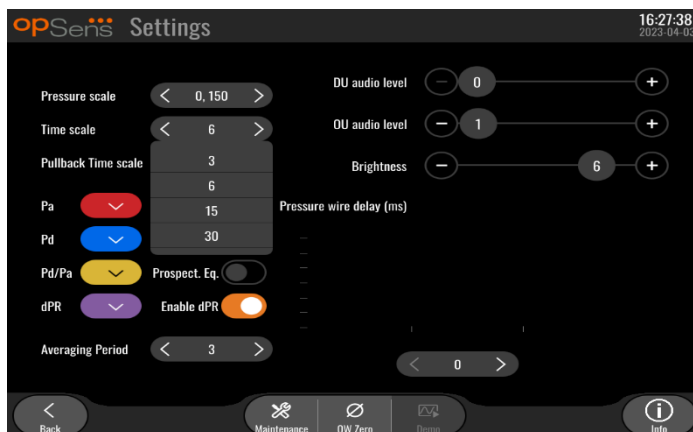 opSens Settings
16:27:38
2023-04-03
Pressure scale 0, 150
Time scale 6
Pullback Time scale
3
6
15
30
Pa
Pd
Pd/Pa Prospect. Eq.
dPR Enable dPR
Averaging Period 3
DU audio level 0
OU audio level 1
Brightness 6
Pressure wire delay (ms)
0
Back
Maintenance
OW Zero
Demo
Info